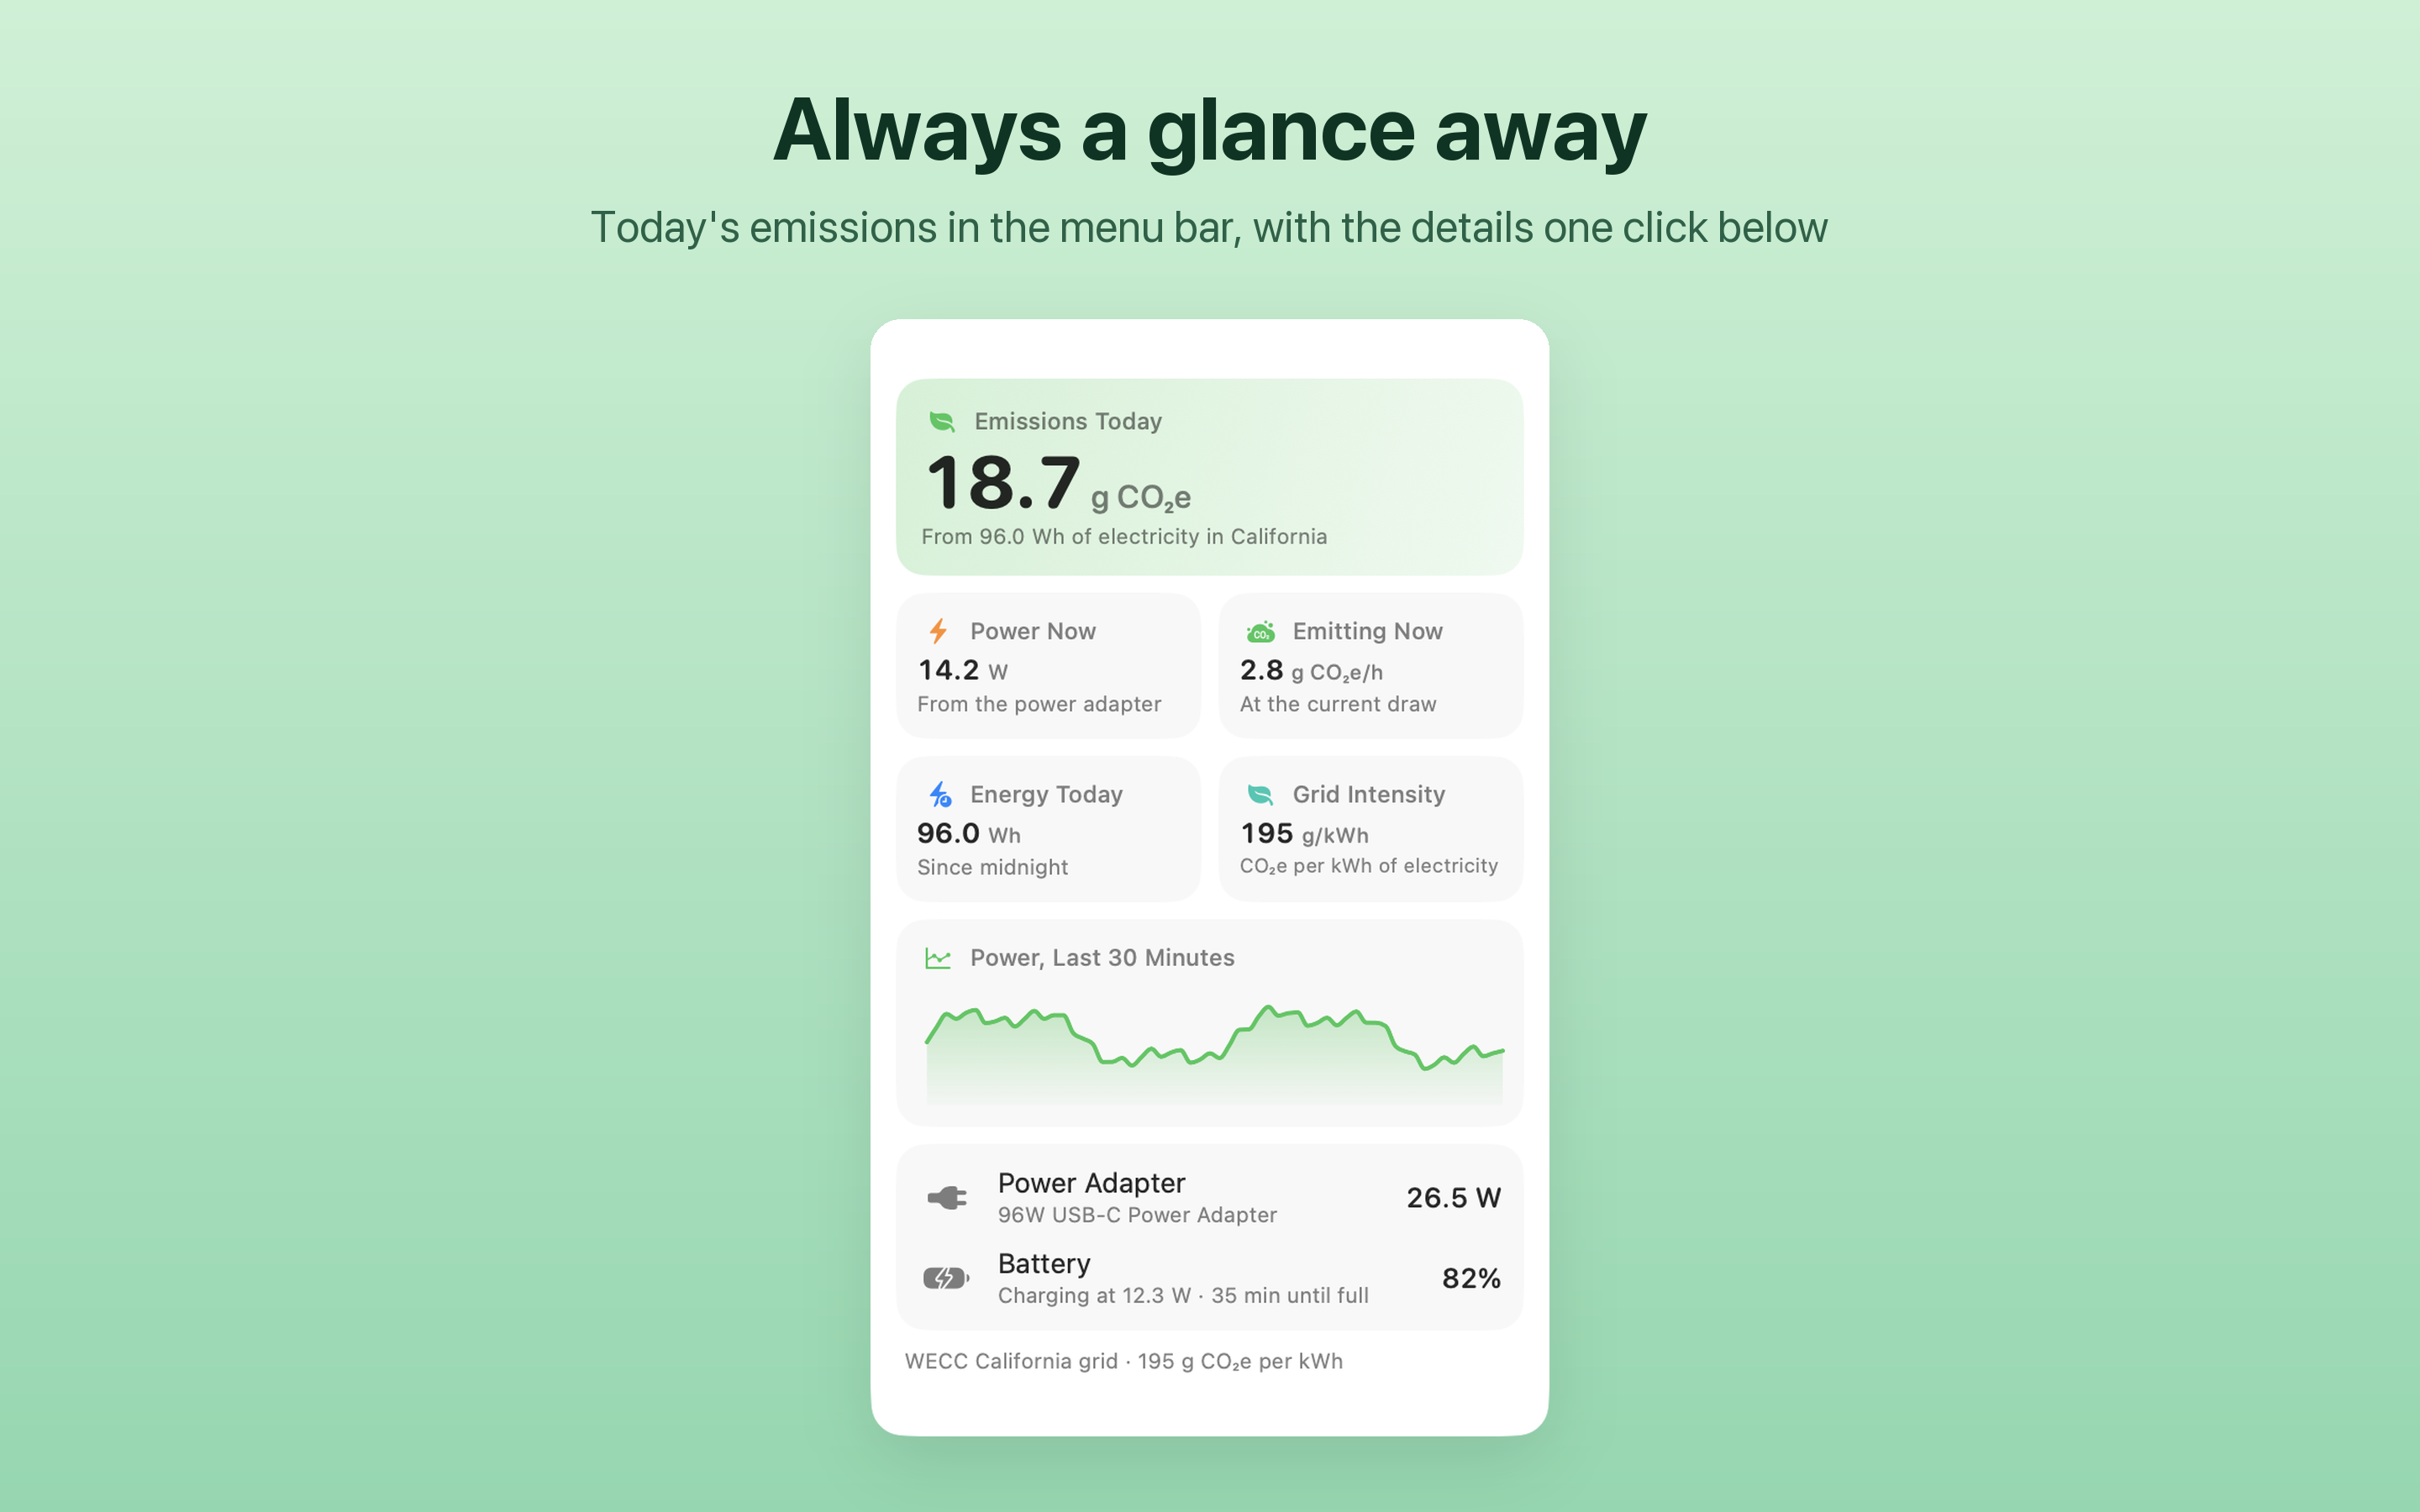 Always a glance away
Today's emissions in the menu bar, with the details one click below
Emissions Today
18.7 g CO₂e
From 96.0 Wh of electricity in California
Power Now
14.2 W
From the power adapter
Emitting Now
2.8 g CO₂e/h
At the current draw
Energy Today
96.0 Wh
Since midnight
Grid Intensity
195 g/kWh
CO₂e per kWh of electricity
Power, Last 30 Minutes
Power Adapter
96W USB-C Power Adapter
26.5 W
Battery
Charging at 12.3 W · 35 min until full
82%
WECC California grid · 195 g CO₂e per kWh